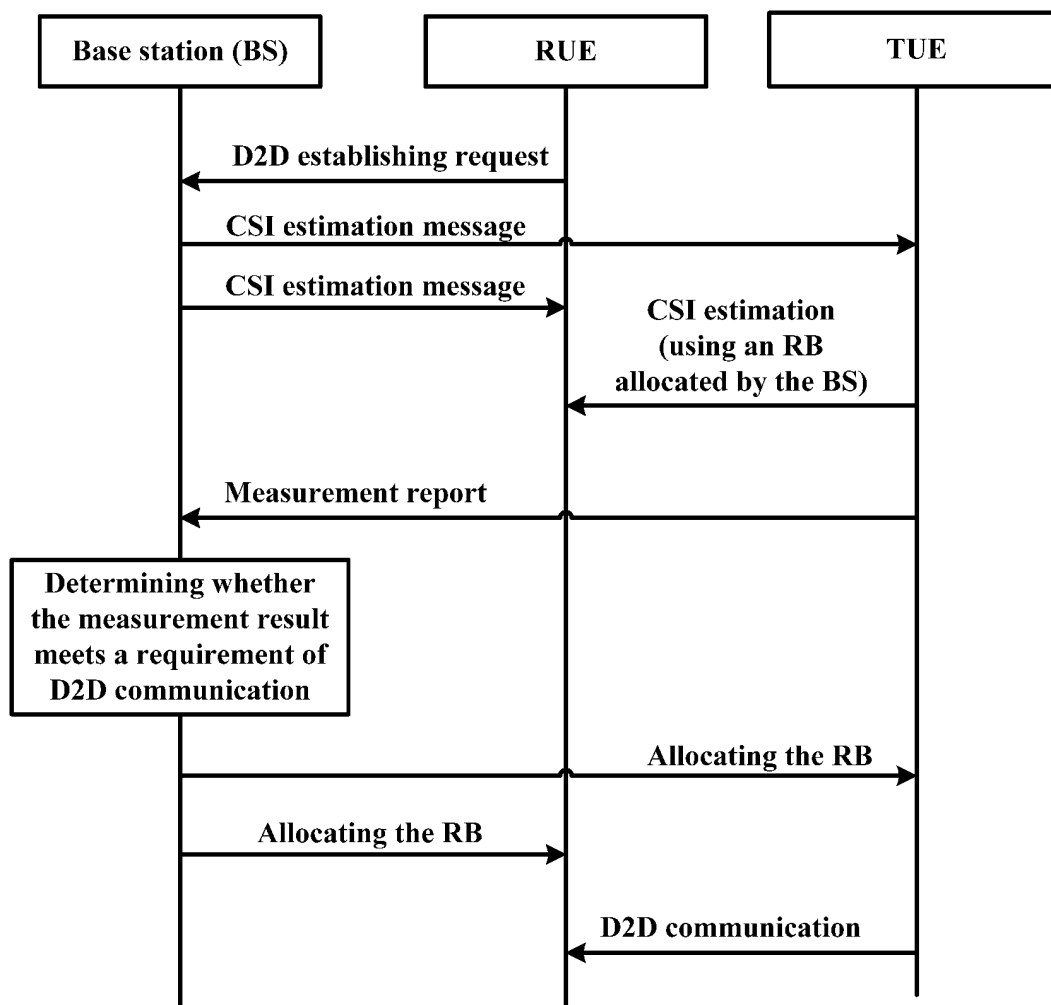 Base station (BS)
RUE
TUE
D2D establishing request
CSI estimation message
CSI estimation message
CSI estimation
(using an RB
allocated by the BS)
Measurement report
Determining whether
the measurement result
meets a requirement of
D2D communication
Allocating the RB
Allocating the RB
D2D communication